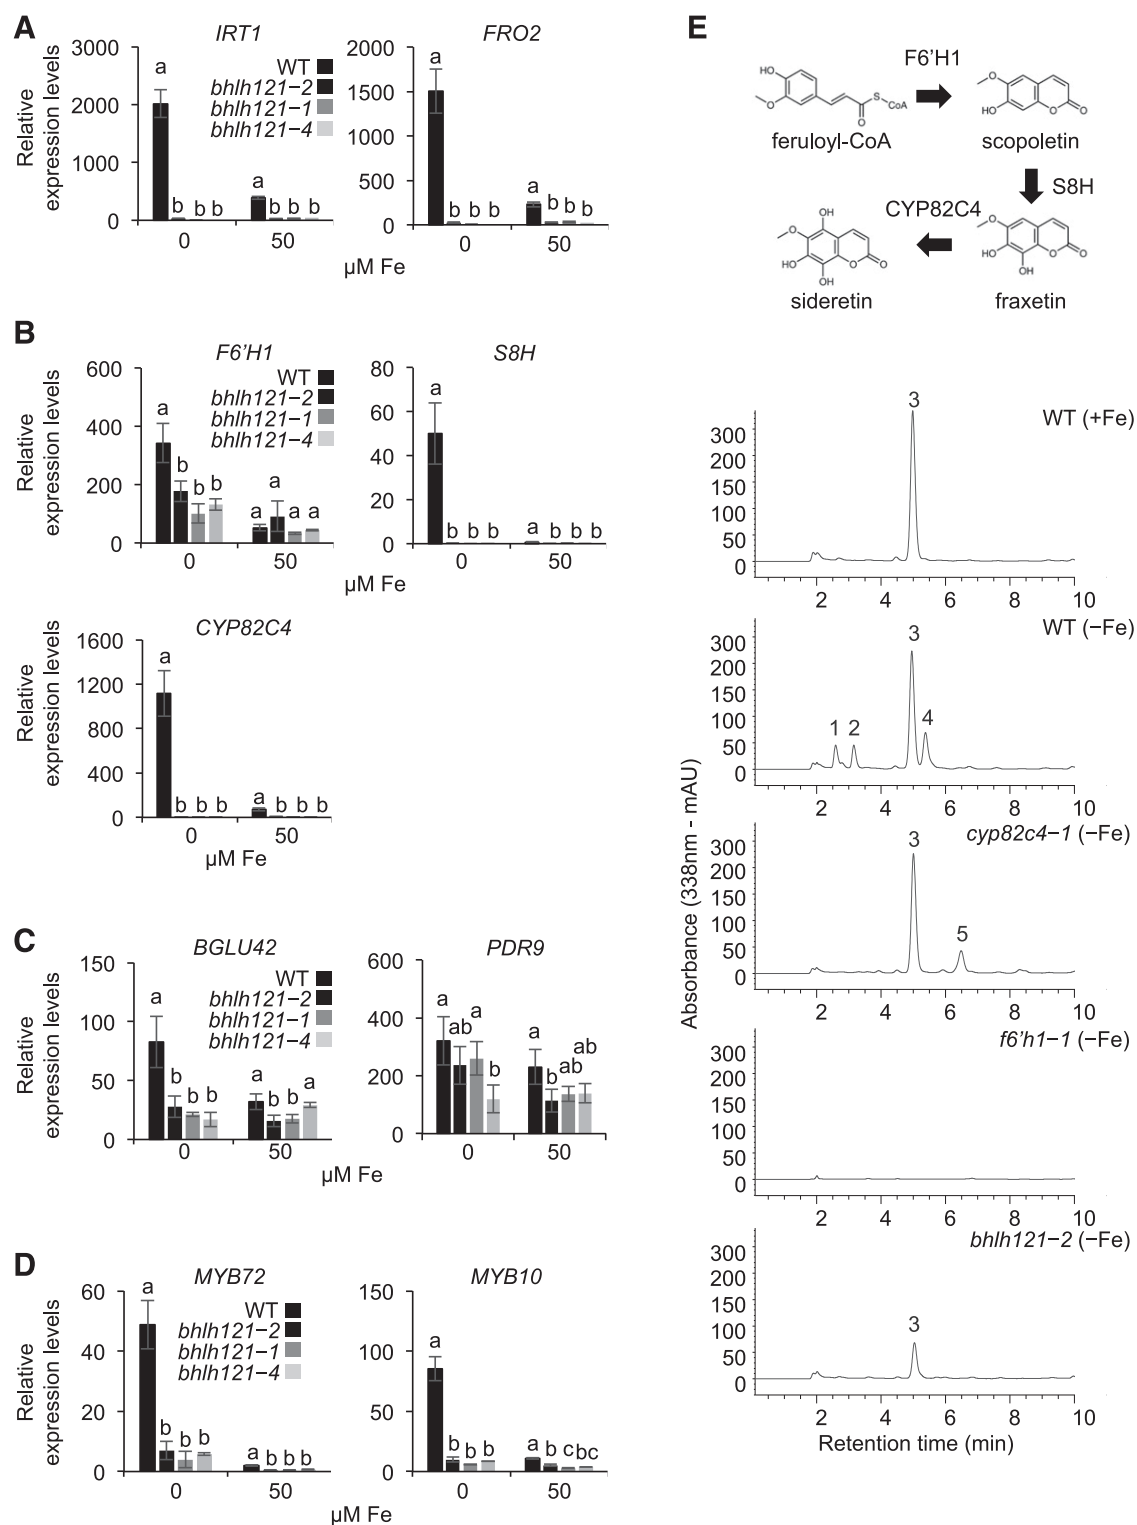 A
IRT1
FRO2
Relative
expression levels
3000
2000
1000
0
WT
bhlh121−2
bhlh121−1
bhlh121−4
a
b b b
a
b b b
0
50
2000
1500
1000
500
0
a
b b b
a
b b b
0
50
µM Fe
B
F6'H1
S8H
Relative
expression levels
600
400
200
0
WT
bhlh121−2
bhlh121−1
bhlh121−4
a
b
b b
a
a
a a
0
50
80
60
40
20
0
a
b b b
a b b b
0
50
µM Fe
CYP82C4
Relative
expression levels
1600
1200
800
400
0
a
b b b
a
b b b
0
50
µM Fe
C
BGLU42
PDR9
Relative
expression levels
150
100
50
0
WT
bhlh121−2
bhlh121−1
bhlh121−4
a
b
b b
a
b b
a
0
50
600
400
200
0
a
ab
a
b
a
b
ab
ab
0
50
µM Fe
D
MYB72
MYB10
Relative
expression levels
60
40
20
0
WT
bhlh121−2
bhlh121−1
bhlh121−4
a
b
b
b
a
b b b
0
50
150
100
50
0
a
b b b
a b c bc
0
50
µM Fe
E
F6'H1
HO
O
O
S
CoA
feruloyl-CoA
O
HO
O
O
scopoletin
S8H
CYP82C4
OH
O
HO
OH
O
O
sideretin
O
HO
OH
O
O
fraxetin
Absorbance (338nm - mAU)
WT (+Fe)
3
300
200
150
100
50
0
2 4 6 8 10
WT (−Fe)
1 2 3 4
300
200
150
100
50
0
2 4 6 8 10
cyp82c4−1 (−Fe)
3
5
300
200
150
100
50
0
2 4 6 8 10
f6'h1−1 (−Fe)
300
200
150
100
50
0
2 4 6 8 10
bhlh121−2 (−Fe)
3
300
200
150
100
50
0
2 4 6 8 10
Retention time (min)